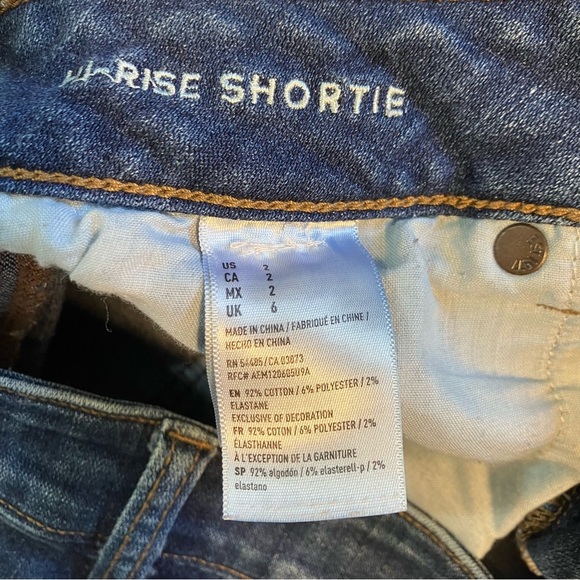 HI-RISE SHORTIE
US 2
CA 2
MX 2
UK 6
MADE IN CHINA / FABRIQUÉ EN CHINE /
HECHO EN CHINA
RN 54485 / CA 03073
RFC# AEM120605U9A
EN 92% COTTON / 6% POLYESTER / 2%
ELASTANE
EXCLUSIVE OF DECORATION
FR 92% COTON / 6% POLYESTER / 2%
ÉLASTHANNE
À L'EXCEPTION DE LA GARNITURE
SP 92% algodón / 6% elasterell-p / 2%
elastano